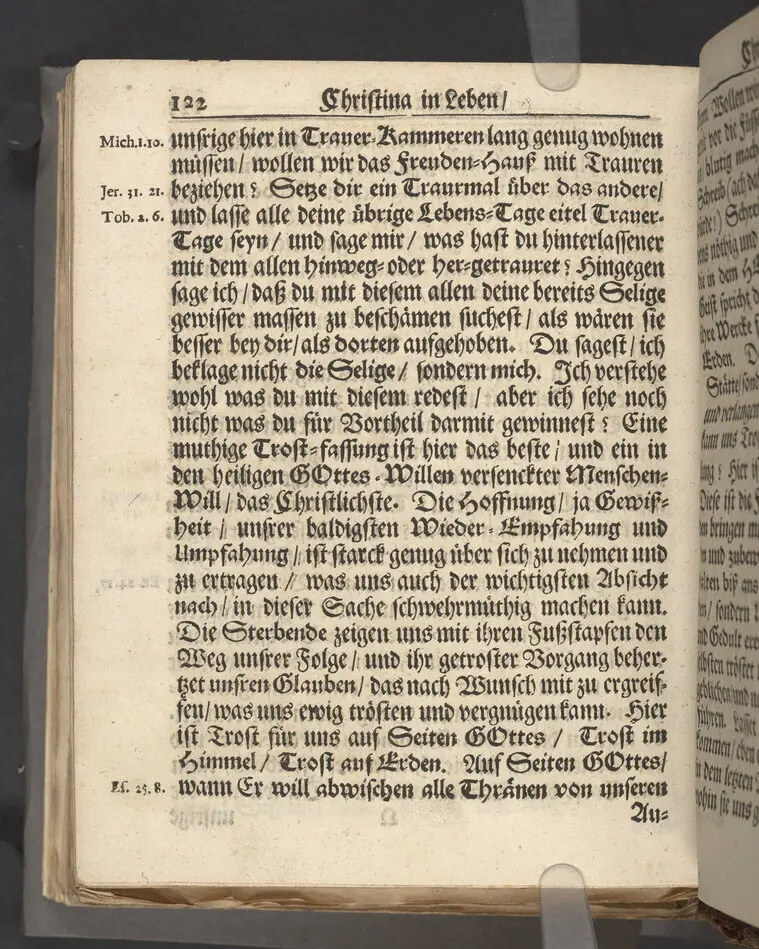 122 Christina in Leben/
Mich. 1. 10. unsrige hier in Trauer-Kammeren lang genug wohnen
müssen/ wollen wir das Freuden-Hauß mit Trauren
Jer. 31. 21. beziehen? Setze dir ein Traurmal über das andere/
Tob. 2. 6. und lasse alle deine übrige Lebens-Tage eitel Trauer-
Tage seyn/ und sage mir/ was hast du hinterlassener
mit dem allen hinweg- oder her-getrauret? Hingegen
sage ich/ daß du mit diesem allen deine bereits Selige
gewisser massen zu beschämen suchest/ als wären sie
besser bey dir/ als dorten aufgehoben. Du sagest/ ich
beklage nicht die Selige/ sondern mich. Ich verstehe
wohl was du mit diesem redest/ aber ich sehe noch
nicht was du für Vortheil darmit gewinnest? Eine
muthige Trost-fassung ist hier das beste/ und ein in
den heiligen GOttes-Willen versenckter Menschen-
Will/ das Christlichste. Die Hoffnung/ ja Gewiß-
heit/ unsrer baldigsten Wieder-Empfahung und
Umpfahung/ ist starck genug über sich zu nehmen und
zu ertragen/ was uns auch der wichtigsten Absicht
nach/ in dieser Sache schwehrmüthig machen kann.
Die Sterbende zeigen uns mit ihren Fußstapfen den
Weg unsrer Folge/ und ihr getroster Vorgang beher-
tzet unsren Glauben/ das nach Wunsch mit zu ergreif-
fen/ was uns ewig trösten und vergnügen kann. Hier
ist Trost für uns auf Seiten GOttes/ Trost im
Himmel/ Trost auf Erden. Auf Seiten GOttes/
Es. 25. 8. wann Er will abwischen alle Thränen von unseren
Au-